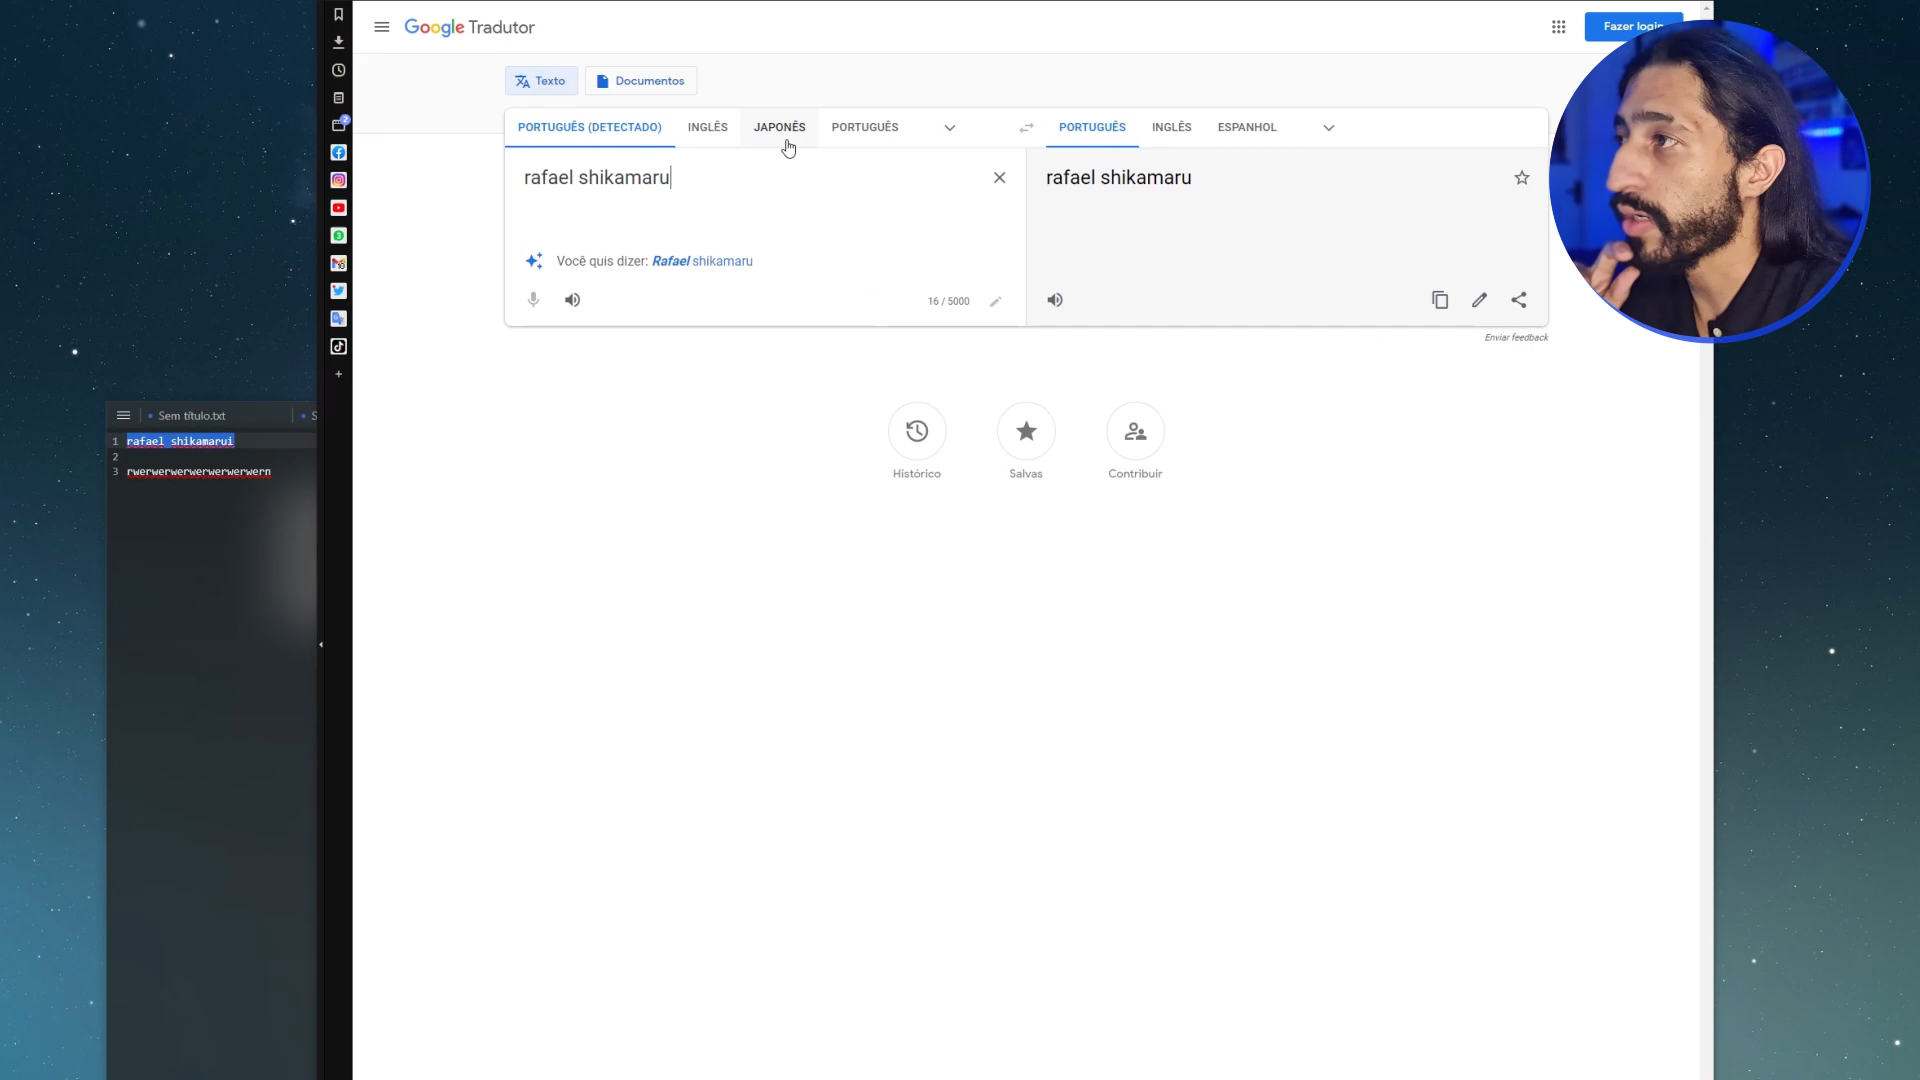 Google Tradutor
Fazer login
Texto
Documentos
PORTUGUÊS (DETECTADO)
INGLÊS
JAPONÊS
PORTUGUÊS
PORTUGUÊS
INGLÊS
ESPANHOL
rafael shikamaru
rafael shikamaru
Você quis dizer: Rafael shikamaru
16 / 5000
Enviar feedback
2
Histórico
Salvas
Contribuir
Sem título.txt
S
1 rafael shikamarui
2
3 rwerwerwerwerwerwerwern